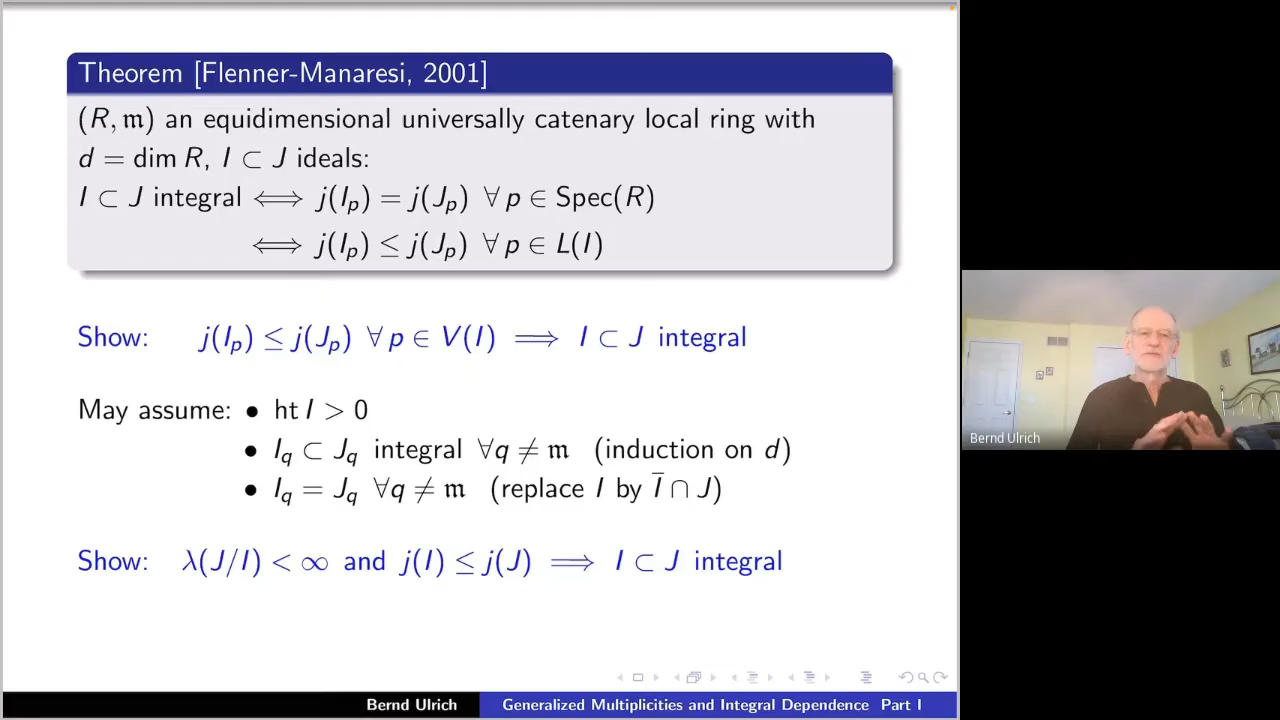 Theorem [Flenner-Manaresi, 2001]
(R, 𝔪) an equidimensional universally catenary local ring with
d = dim R, I ⊂ J ideals:
I ⊂ J integral ⟺ j(I_p) = j(J_p) ∀ p ∈ Spec(R)
⟺ j(I_p) ≤ j(J_p) ∀ p ∈ L(I)
Show: j(I_p) ≤ j(J_p) ∀ p ∈ V(I) ⟹ I ⊂ J integral
May assume: • ht I > 0
• I_q ⊂ J_q integral ∀q ≠ 𝔪 (induction on d)
• I_q = J_q ∀q ≠ 𝔪 (replace I by I̅ ∩ J)
Show: λ(J/I) < ∞ and j(I) ≤ j(J) ⟹ I ⊂ J integral
Bernd Ulrich
Bernd Ulrich Generalized Multiplicities and Integral Dependence Part I